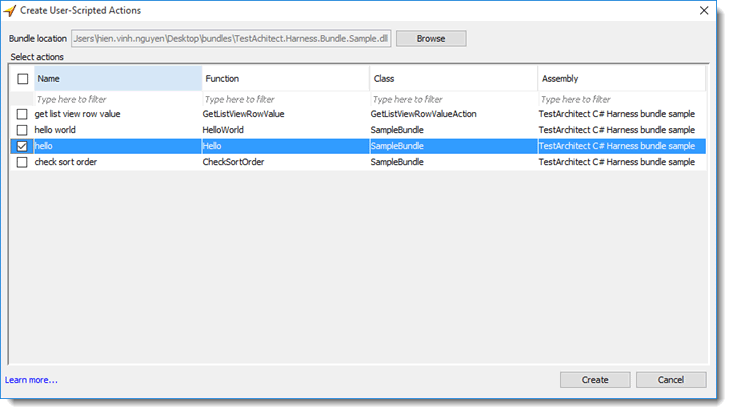 Create User-Scripted Actions
Bundle location .Users\hien.vinh.nguyen\Desktop\bundles\TestAchitect.Harness.Bundle.Sample.dll Browse
Select actions
Name Function Class Assembly
Type here to filter Type here to filter Type here to filter Type here to filter
get list view row value GetListViewRowValue GetListViewRowValueAction TestArchitect C# Harness bundle sample
hello world HelloWorld SampleBundle TestArchitect C# Harness bundle sample
hello Hello SampleBundle TestArchitect C# Harness bundle sample
check sort order CheckSortOrder SampleBundle TestArchitect C# Harness bundle sample
Learn more... Create Cancel